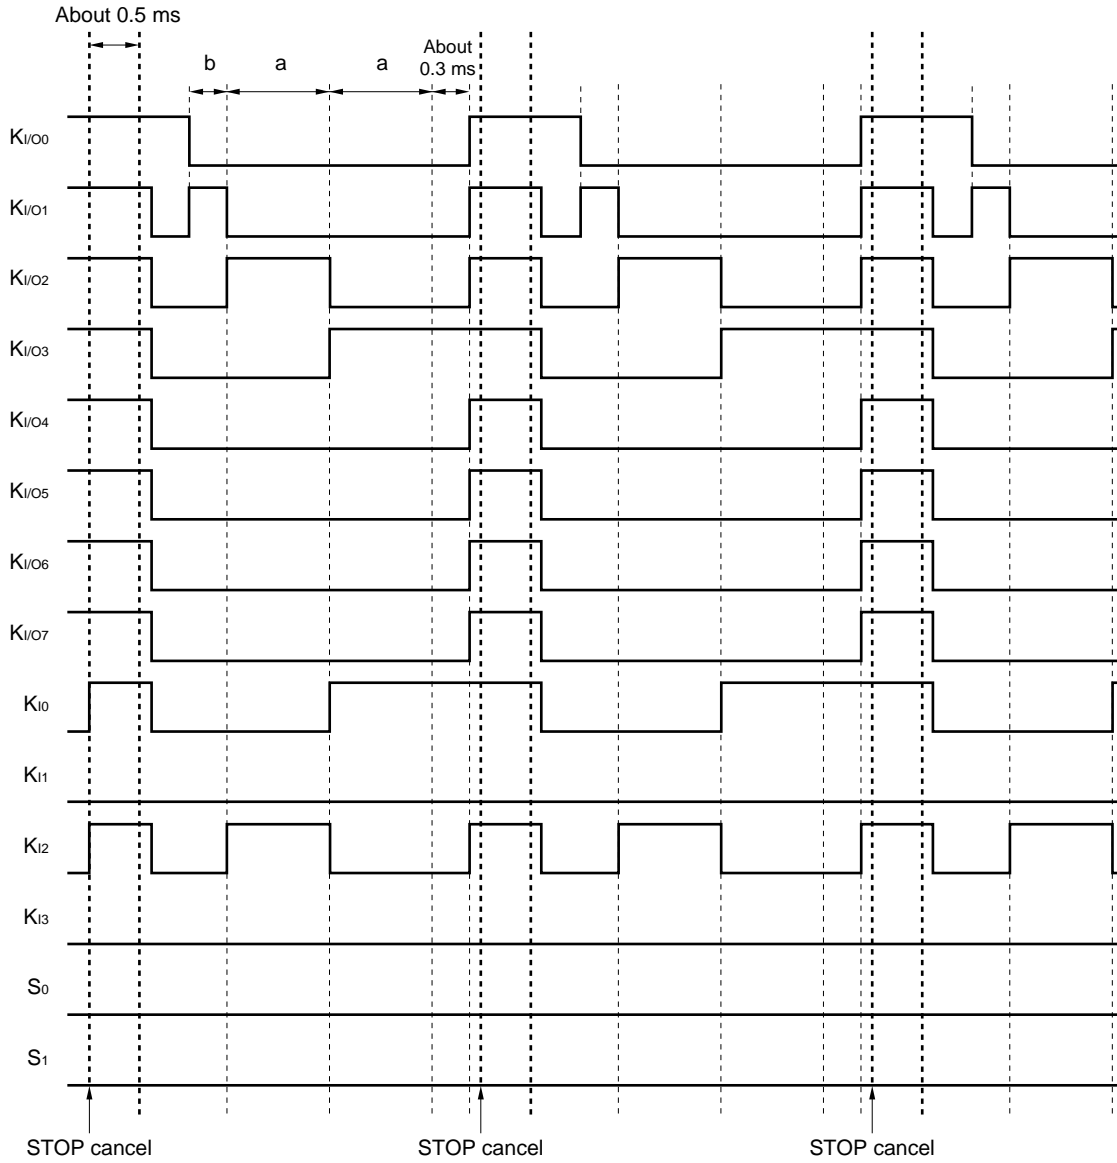 About 0.5 ms
b
a
a
About
0.3 ms
KI/O0
KI/O1
KI/O2
KI/O3
KI/O4
KI/O5
KI/O6
KI/O7
KI0
KI1
KI2
KI3
S0
S1
STOP cancel
STOP cancel
STOP cancel